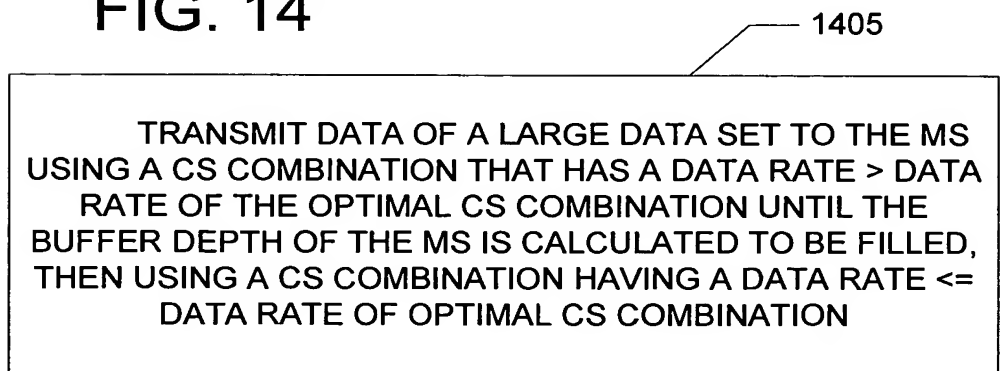 FIG. 14
1405
TRANSMIT DATA OF A LARGE DATA SET TO THE MS
USING A CS COMBINATION THAT HAS A DATA RATE > DATA
RATE OF THE OPTIMAL CS COMBINATION UNTIL THE
BUFFER DEPTH OF THE MS IS CALCULATED TO BE FILLED,
THEN USING A CS COMBINATION HAVING A DATA RATE <=
DATA RATE OF OPTIMAL CS COMBINATION